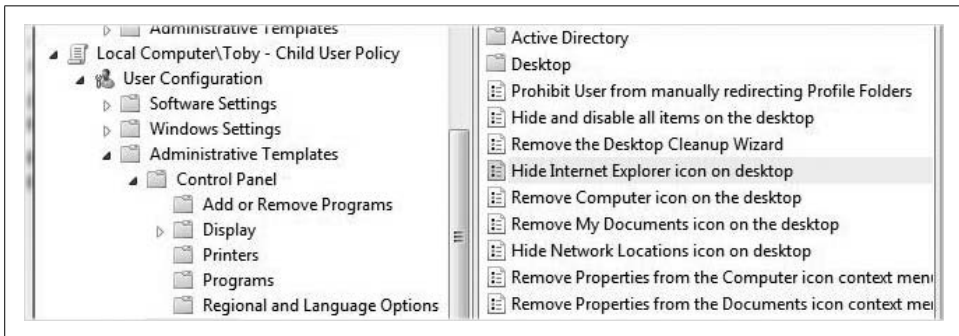 Administrative Templates
Local Computer\Toby - Child User Policy
User Configuration
Software Settings
Windows Settings
Administrative Templates
Control Panel
Add or Remove Programs
Display
Printers
Programs
Regional and Language Options
Active Directory
Desktop
Prohibit User from manually redirecting Profile Folders
Hide and disable all items on the desktop
Remove the Desktop Cleanup Wizard
Hide Internet Explorer icon on desktop
Remove Computer icon on the desktop
Remove My Documents icon on the desktop
Hide Network Locations icon on desktop
Remove Properties from the Computer icon context
Remove Properties from the Documents icon context